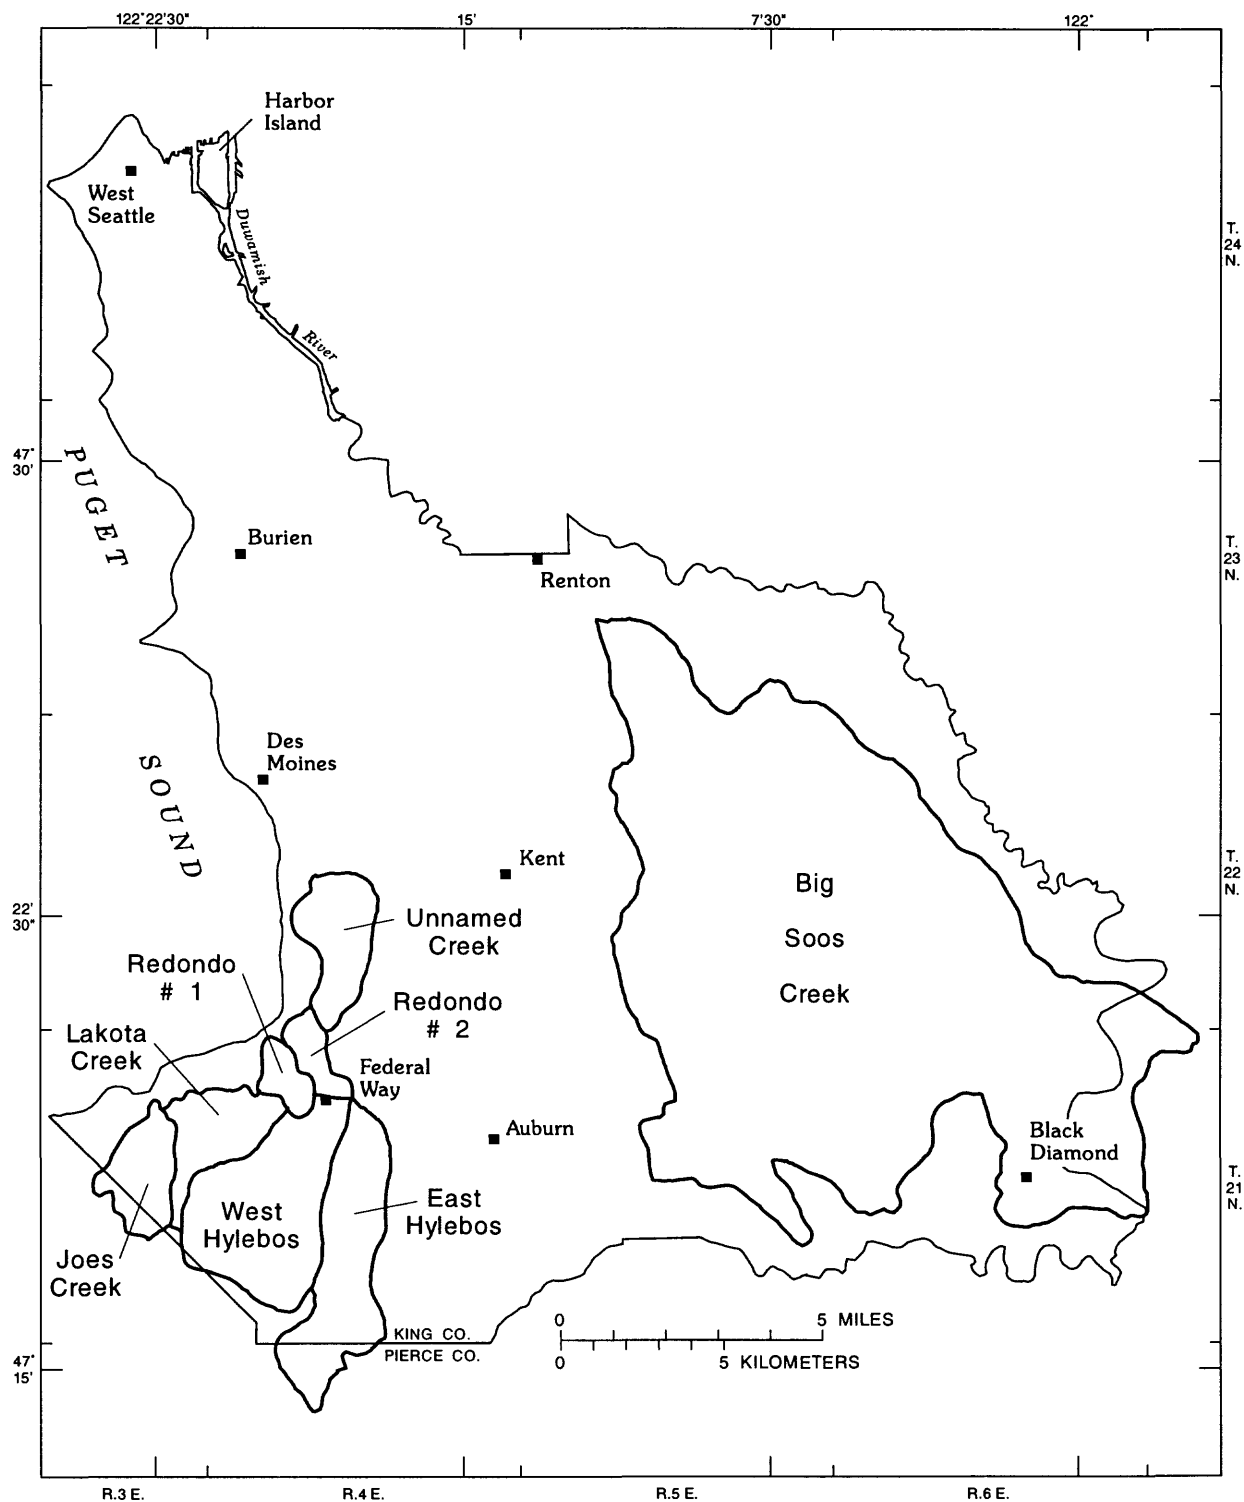 122°22'30"
15'
7'30"
122°
Harbor
Island
West
Seattle
Duwamish
River
T.
24
N.
47°
30'
PUGET
SOUND
Burien
Renton
T.
23
N.
Des
Moines
Kent
T.
22
N.
22'
30"
Unnamed
Creek
Big
Soos
Creek
Redondo
# 1
Redondo
# 2
Lakota
Creek
Federal
Way
Auburn
Black
Diamond
T.
21
N.
West
Hylebos
East
Hylebos
Joes
Creek
KING CO.
PIERCE CO.
0 5 MILES
0 5 KILOMETERS
47°
15'
R.3 E.
R.4 E.
R.5 E.
R.6 E.